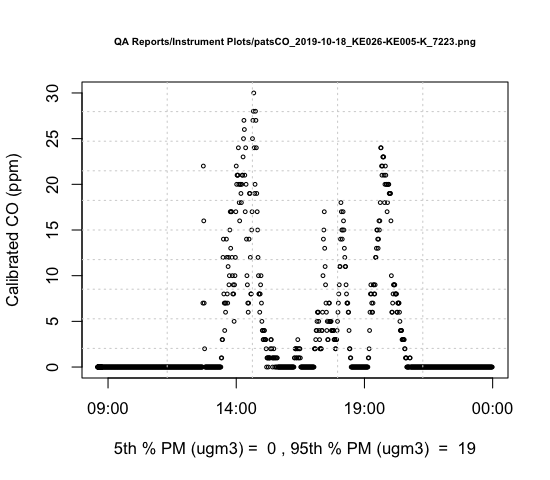 QA Reports/Instrument Plots/patsCO_2019-10-18_KE026-KE005-K_7223.png
30
25
20
15
10
5
0
Calibrated CO (ppm)
09:00 14:00 19:00 00:00
5th % PM (ugm3) = 0 , 95th % PM (ugm3) = 19